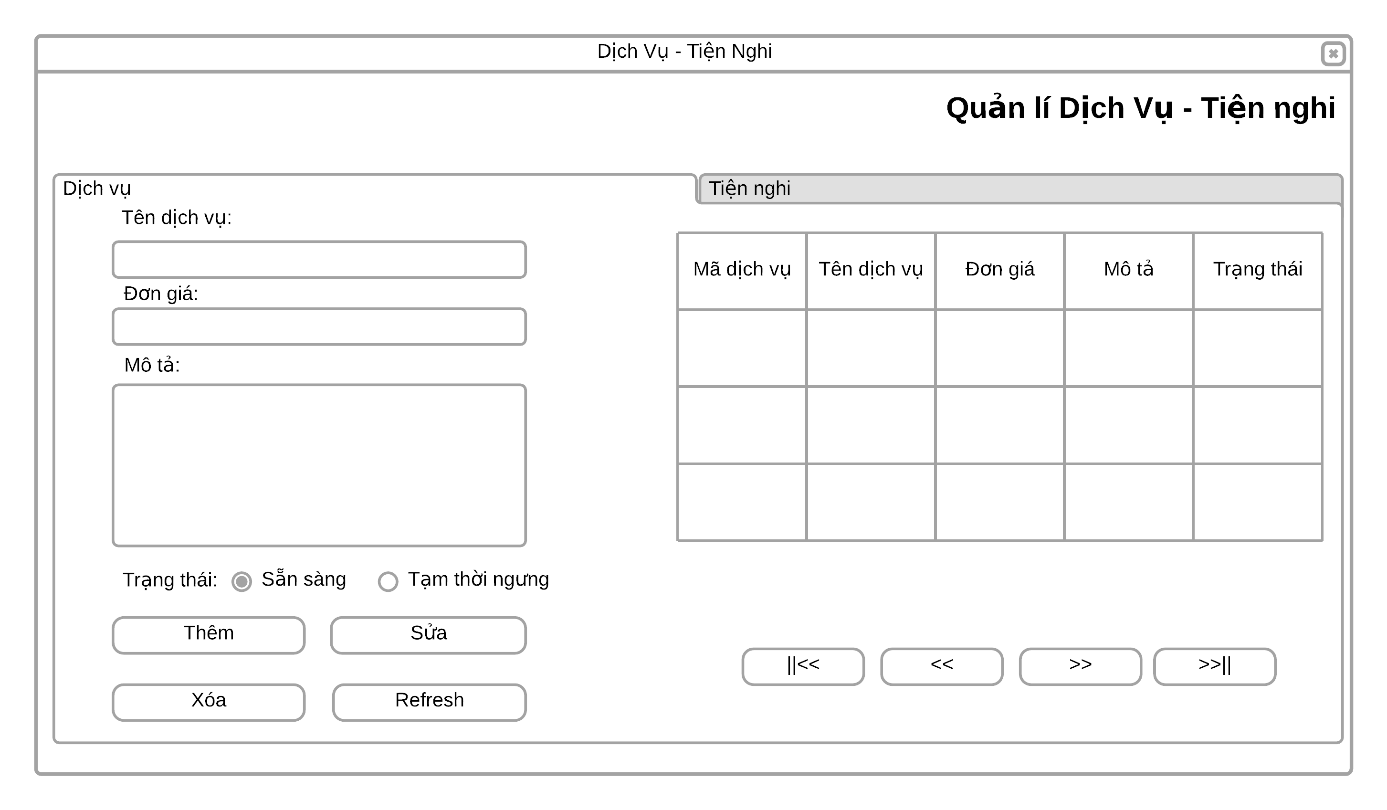 Dịch Vụ - Tiện Nghi
Quản lí Dịch Vụ - Tiện nghi
Dịch vụ
Tiện nghi
Tên dịch vụ:
Đơn giá:
Mô tả:
Trạng thái: Sẵn sàng Tạm thời ngưng
Thêm Sửa
Xóa Refresh
Mã dịch vụ Tên dịch vụ Đơn giá Mô tả Trạng thái
||<< << >> >>||